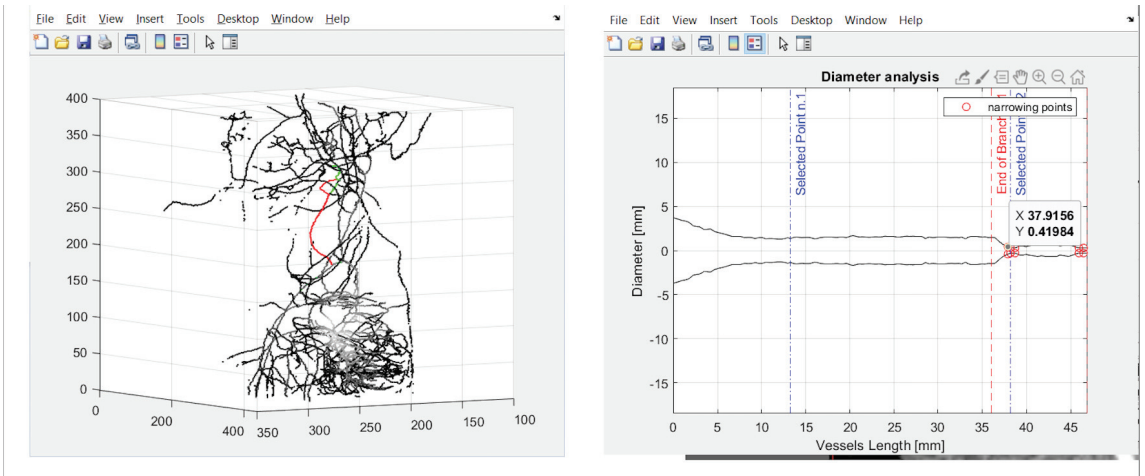 File Edit View Insert Tools Desktop Window Help
400
350
300
250
200
150
100
50
0
0
200
400
350
300
250
200
150
100
File Edit View Insert Tools Desktop Window Help
Diameter analysis
narrowing points
Selected Point n.1
End of Branch 1
Selected Point 2
X 37.9156
Y 0.41984
15
10
5
0
-5
-10
-15
Diameter [mm]
0 5 10 15 20 25 30 35 40 45
Vessels Length [mm]